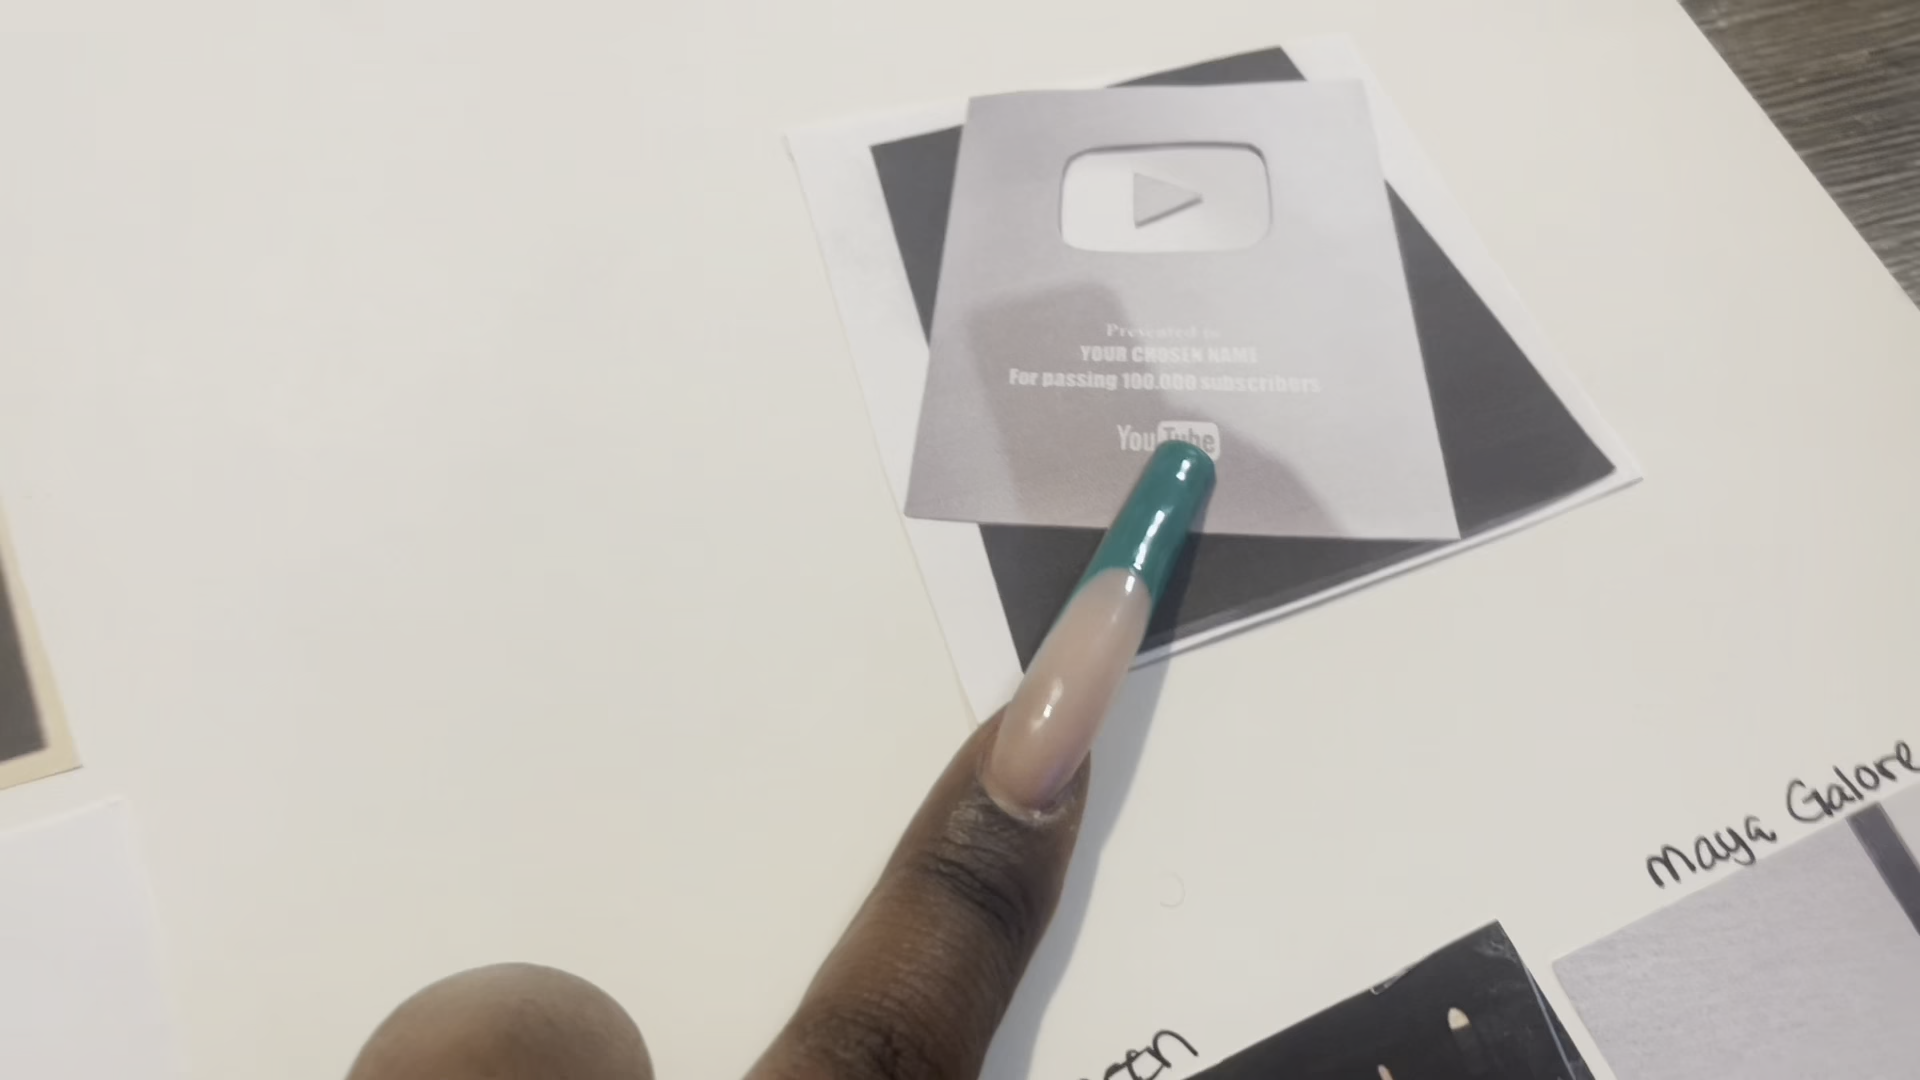 Presented to
YOUR CHOSEN NAME
For passing 100.000 subscribers
YouTube
Maya Galore